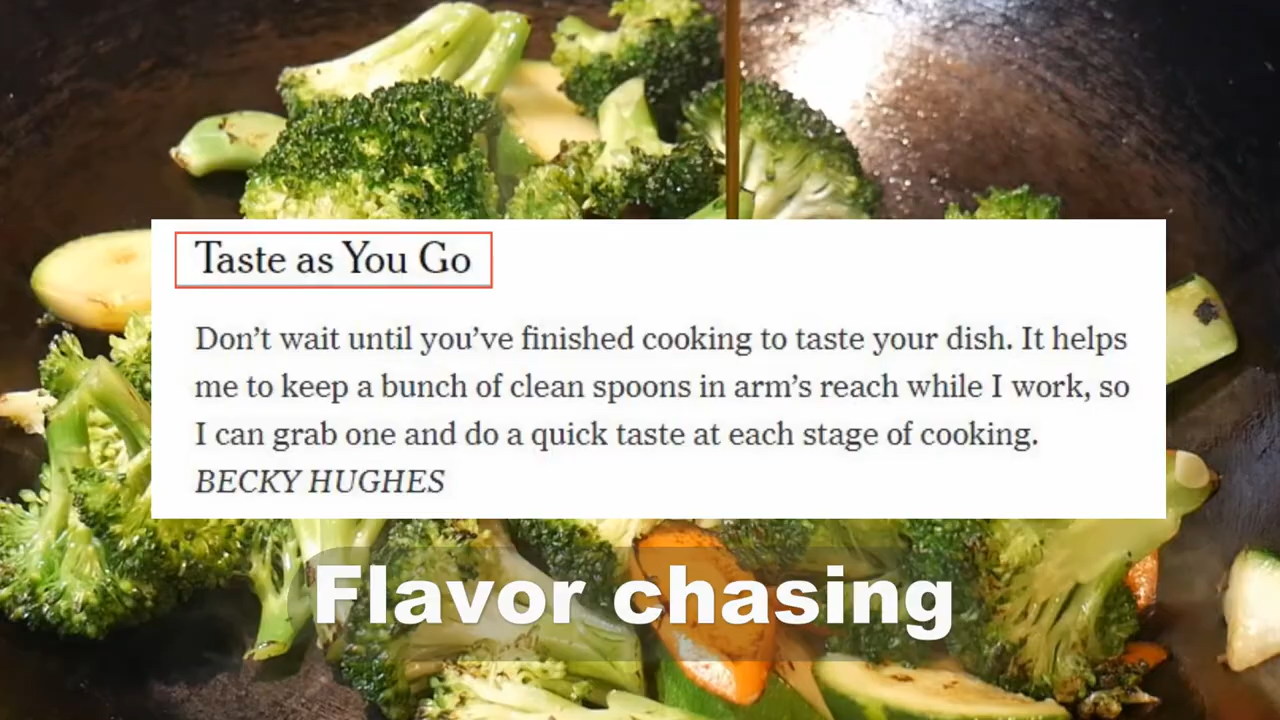 Taste as You Go
Don’t wait until you’ve finished cooking to taste your dish. It helps
me to keep a bunch of clean spoons in arm’s reach while I work, so
I can grab one and do a quick taste at each stage of cooking.
BECKY HUGHES
Flavor chasing